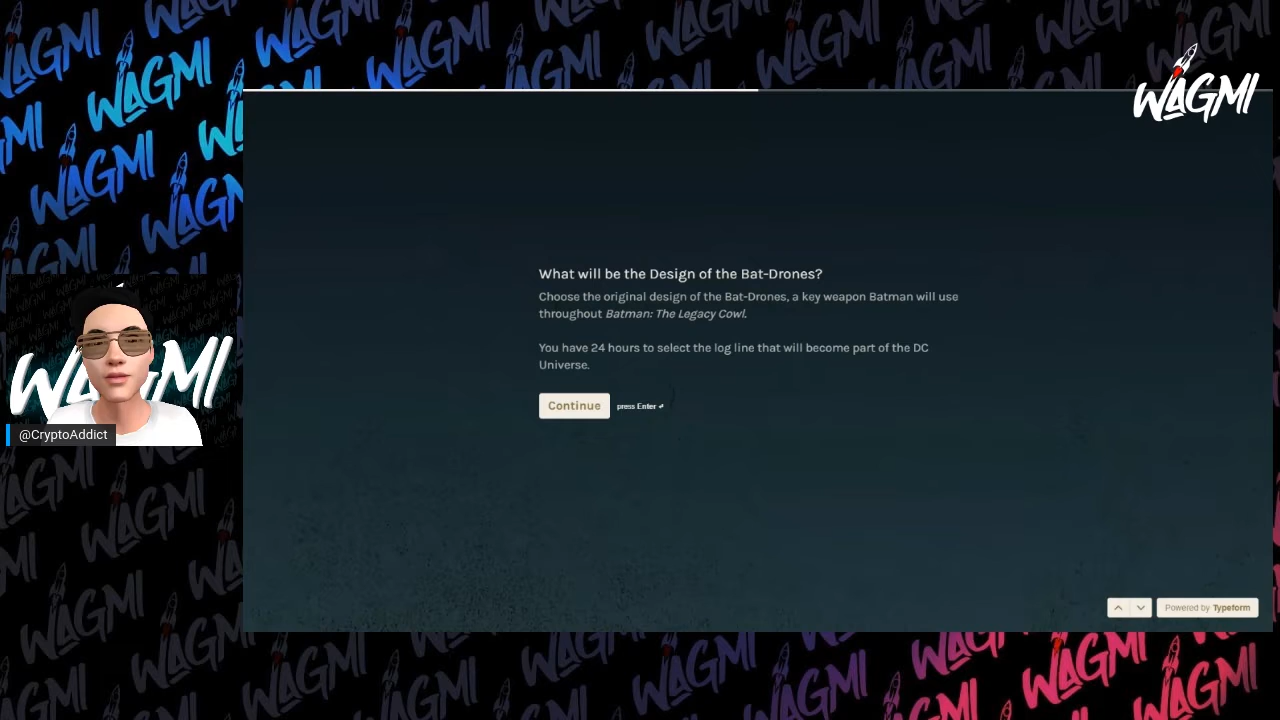 WAGMI
What will be the Design of the Bat-Drones?
Choose the original design of the Bat-Drones, a key weapon Batman will use
throughout Batman: The Legacy Cowl.
You have 24 hours to select the log line that will become part of the DC
Universe.
Continue press Enter ↵
@CryptoAddict
Powered by Typeform